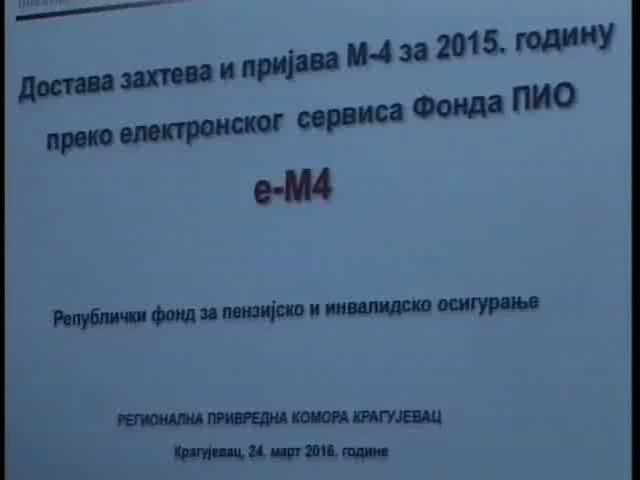 Достава захтева и пријава М-4 за 2015. годину
преко електронског сервиса Фонда ПИО
е-М4
Републички фонд за пензијско и инвалидско осигурање
РЕГИОНАЛНА ПРИВРЕДНА КОМОРА КРАГУЈЕВАЦ
Крагујевац, 24. март 2016. године